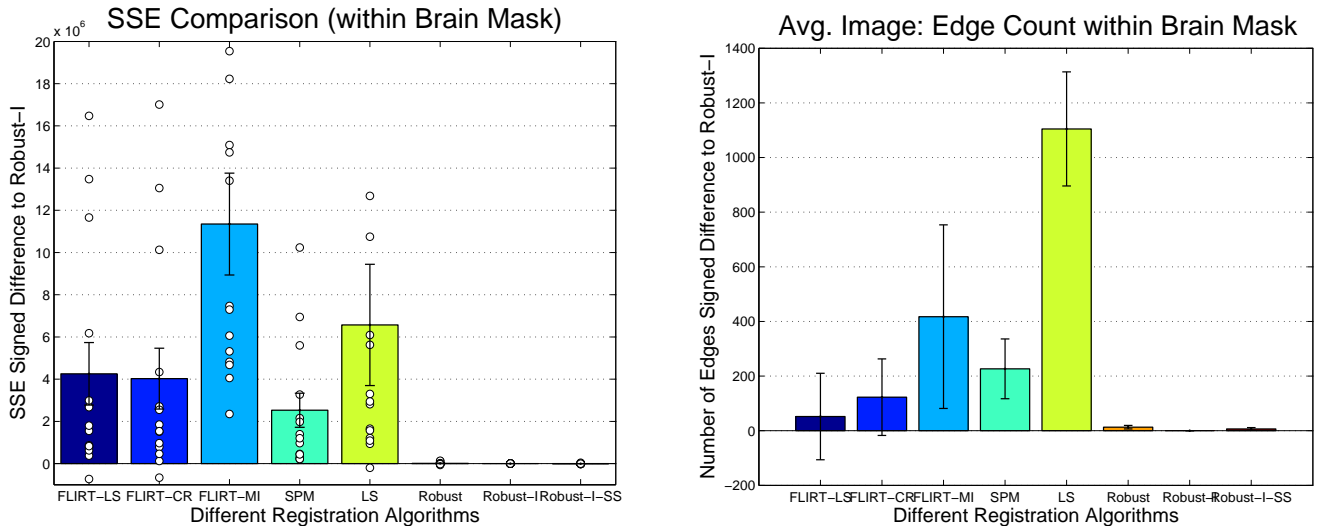 SSE Comparison (within Brain Mask)
x 10^6
20
18
16
14
12
10
8
6
4
2
0
SSE Signed Difference to Robust−I
FLIRT−LS FLIRT−CR FLIRT−MI SPM LS Robust Robust−I Robust−I−SS
Different Registration Algorithms
Avg. Image: Edge Count within Brain Mask
1400
1200
1000
800
600
400
200
0
−200
Number of Edges Signed Difference to Robust−I
FLIRT−LS FLIRT−CR FLIRT−MI SPM LS Robust Robust−I Robust−I−SS
Different Registration Algorithms